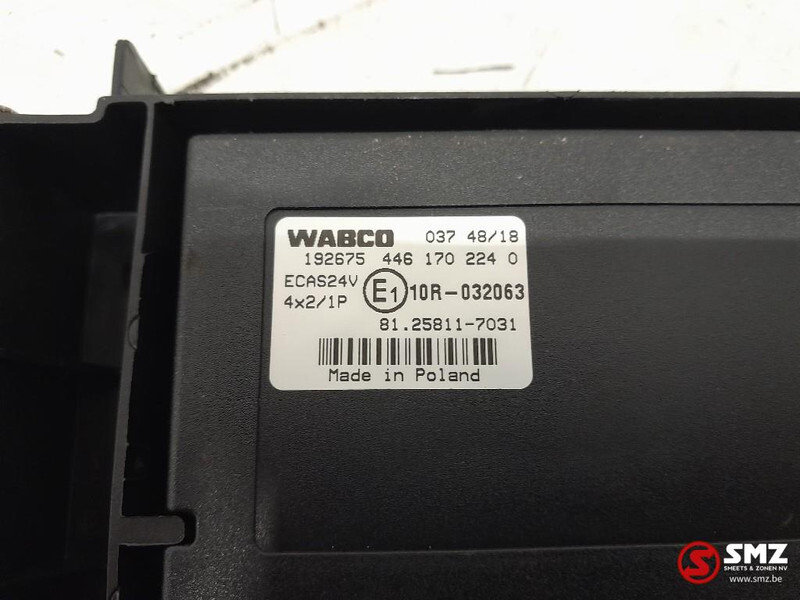 WABCO 037 48/18
192675 446 170 224 0
ECAS24V
4x2/1P
E1 10R-032063
81.25811-7031
Made in Poland
SMZ
SMEETS & ZONEN NV
www.smz.be